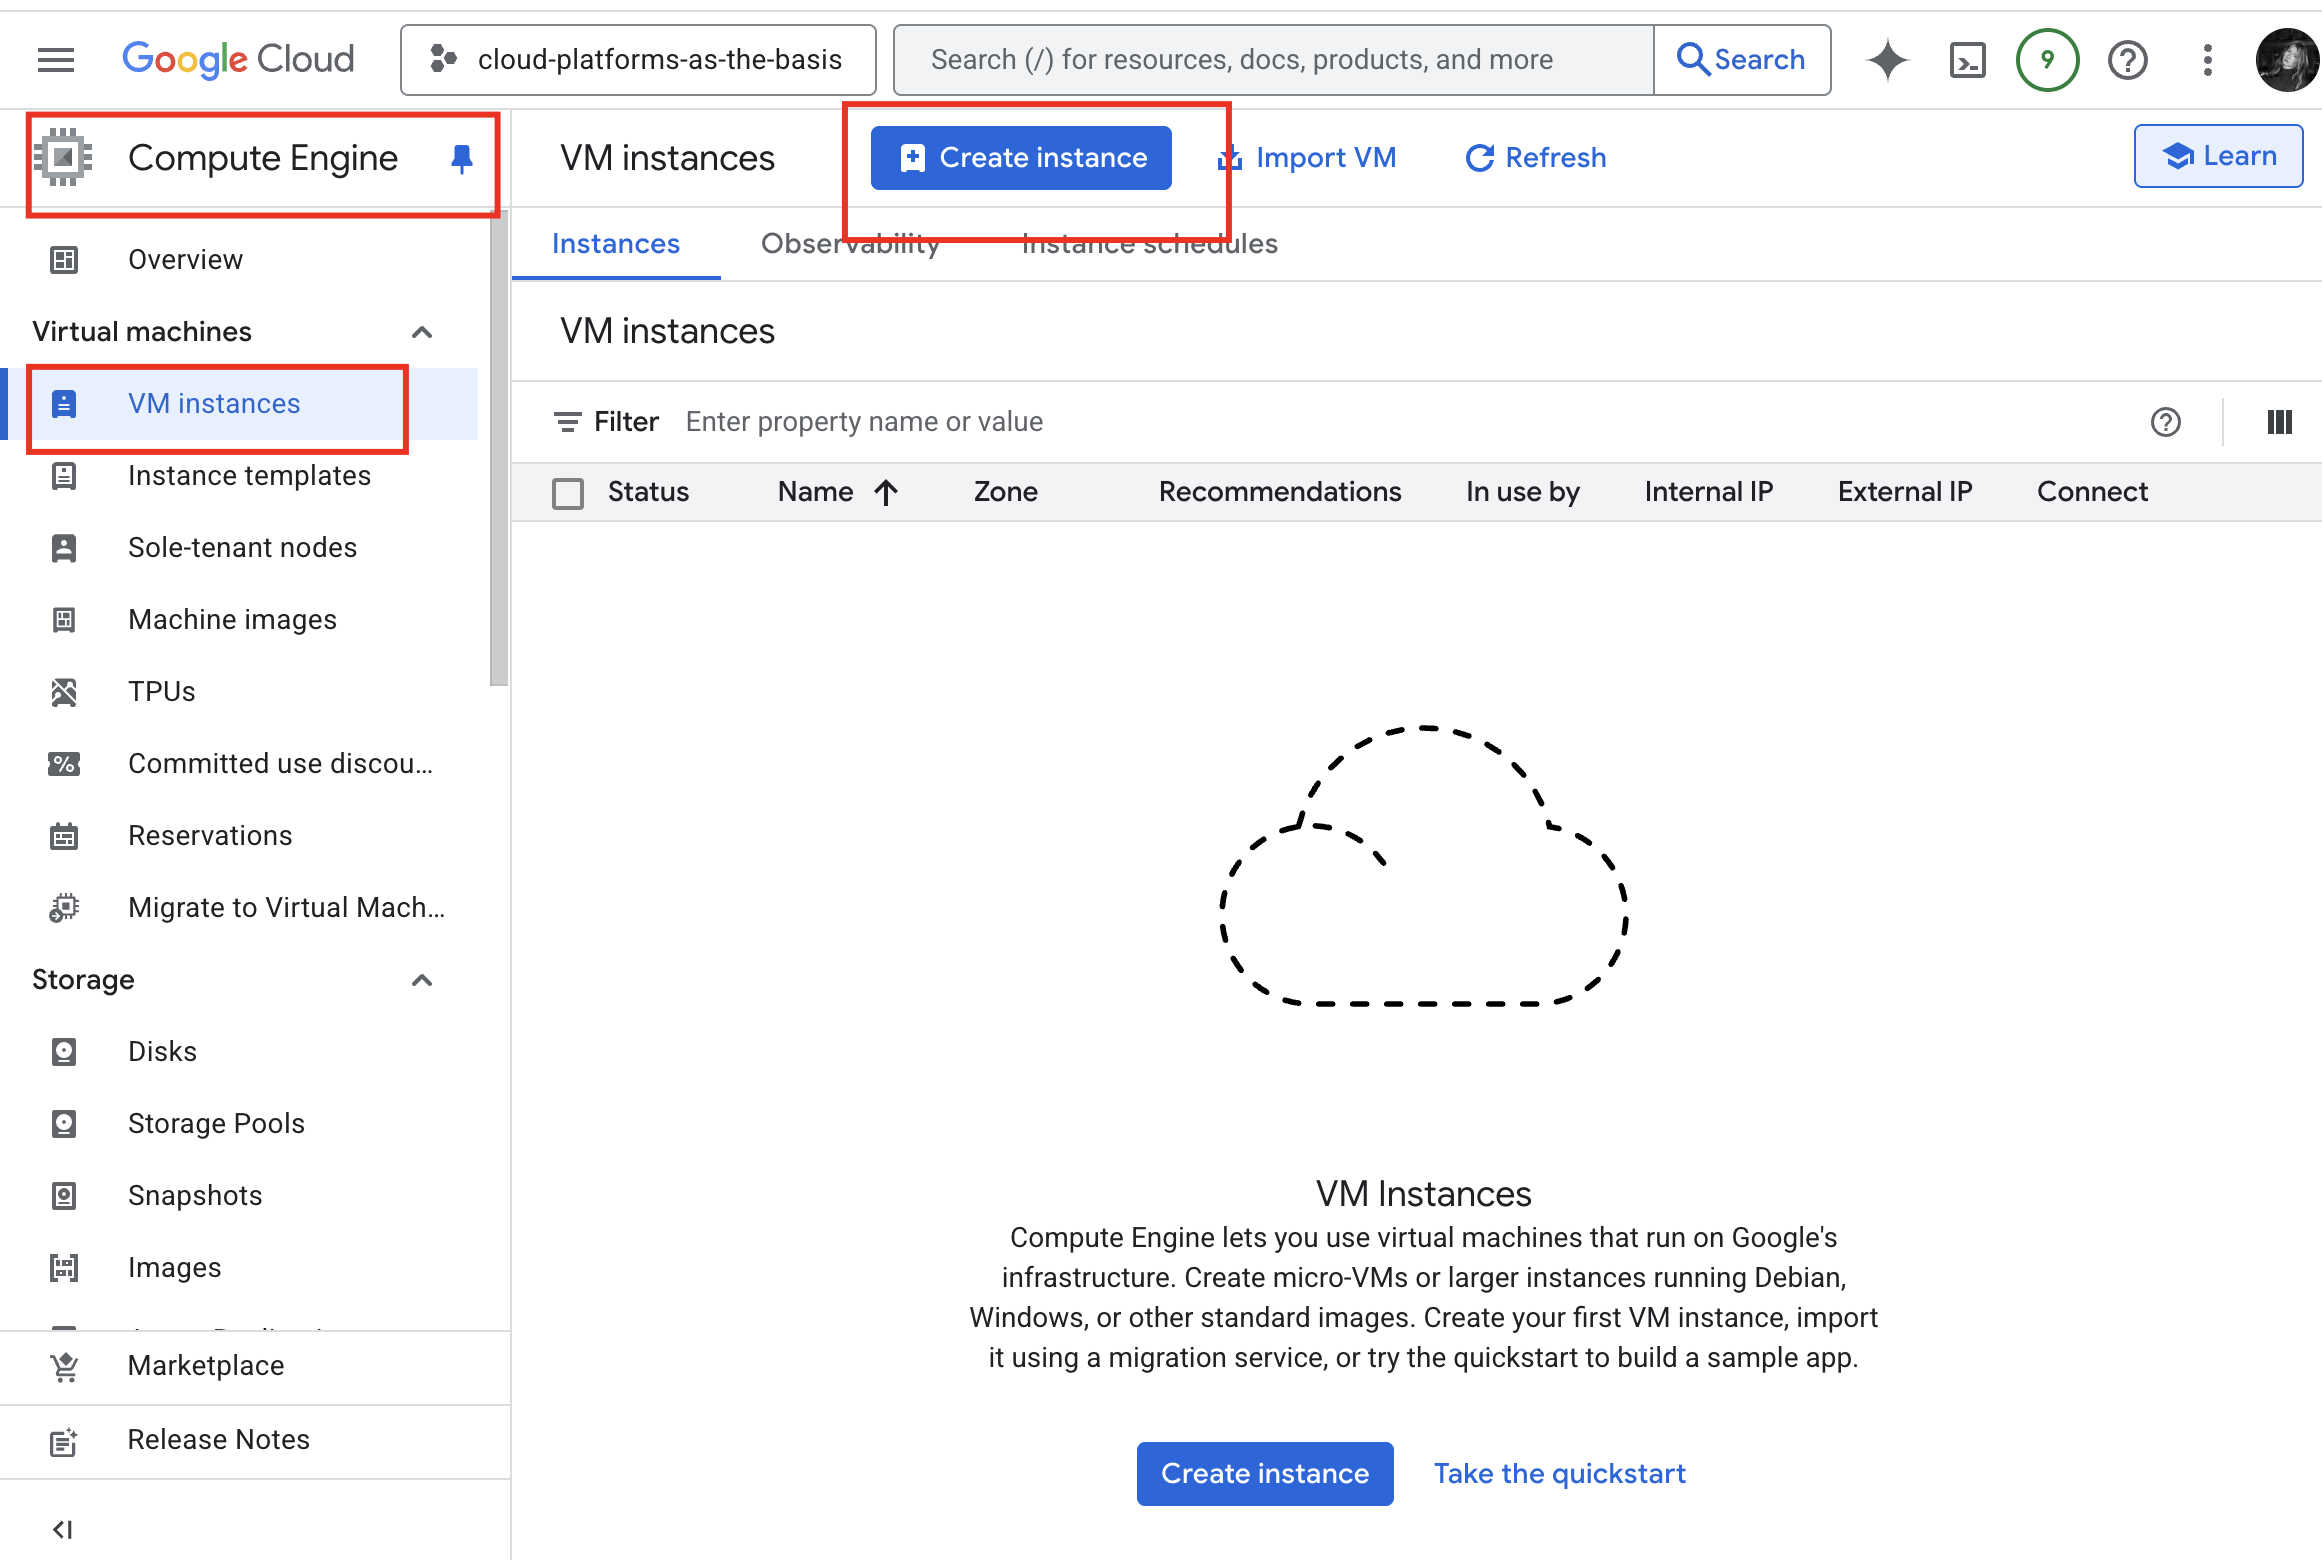 Google Cloud
cloud-platforms-as-the-basis
Search (/) for resources, docs, products, and more
Search
9
Compute Engine
VM instances
Create instance
Import VM
Refresh
Learn
Overview
Instances
Observability
Instance schedules
Virtual machines
VM instances
VM instances
Filter Enter property name or value
Instance templates
Status Name Zone Recommendations In use by Internal IP External IP Connect
Sole-tenant nodes
Machine images
TPUs
Committed use discou...
Reservations
Migrate to Virtual Mach...
Storage
Disks
Storage Pools
Snapshots
Images
Marketplace
Release Notes
VM Instances
Compute Engine lets you use virtual machines that run on Google's
infrastructure. Create micro-VMs or larger instances running Debian,
Windows, or other standard images. Create your first VM instance, import
it using a migration service, or try the quickstart to build a sample app.
Create instance
Take the quickstart